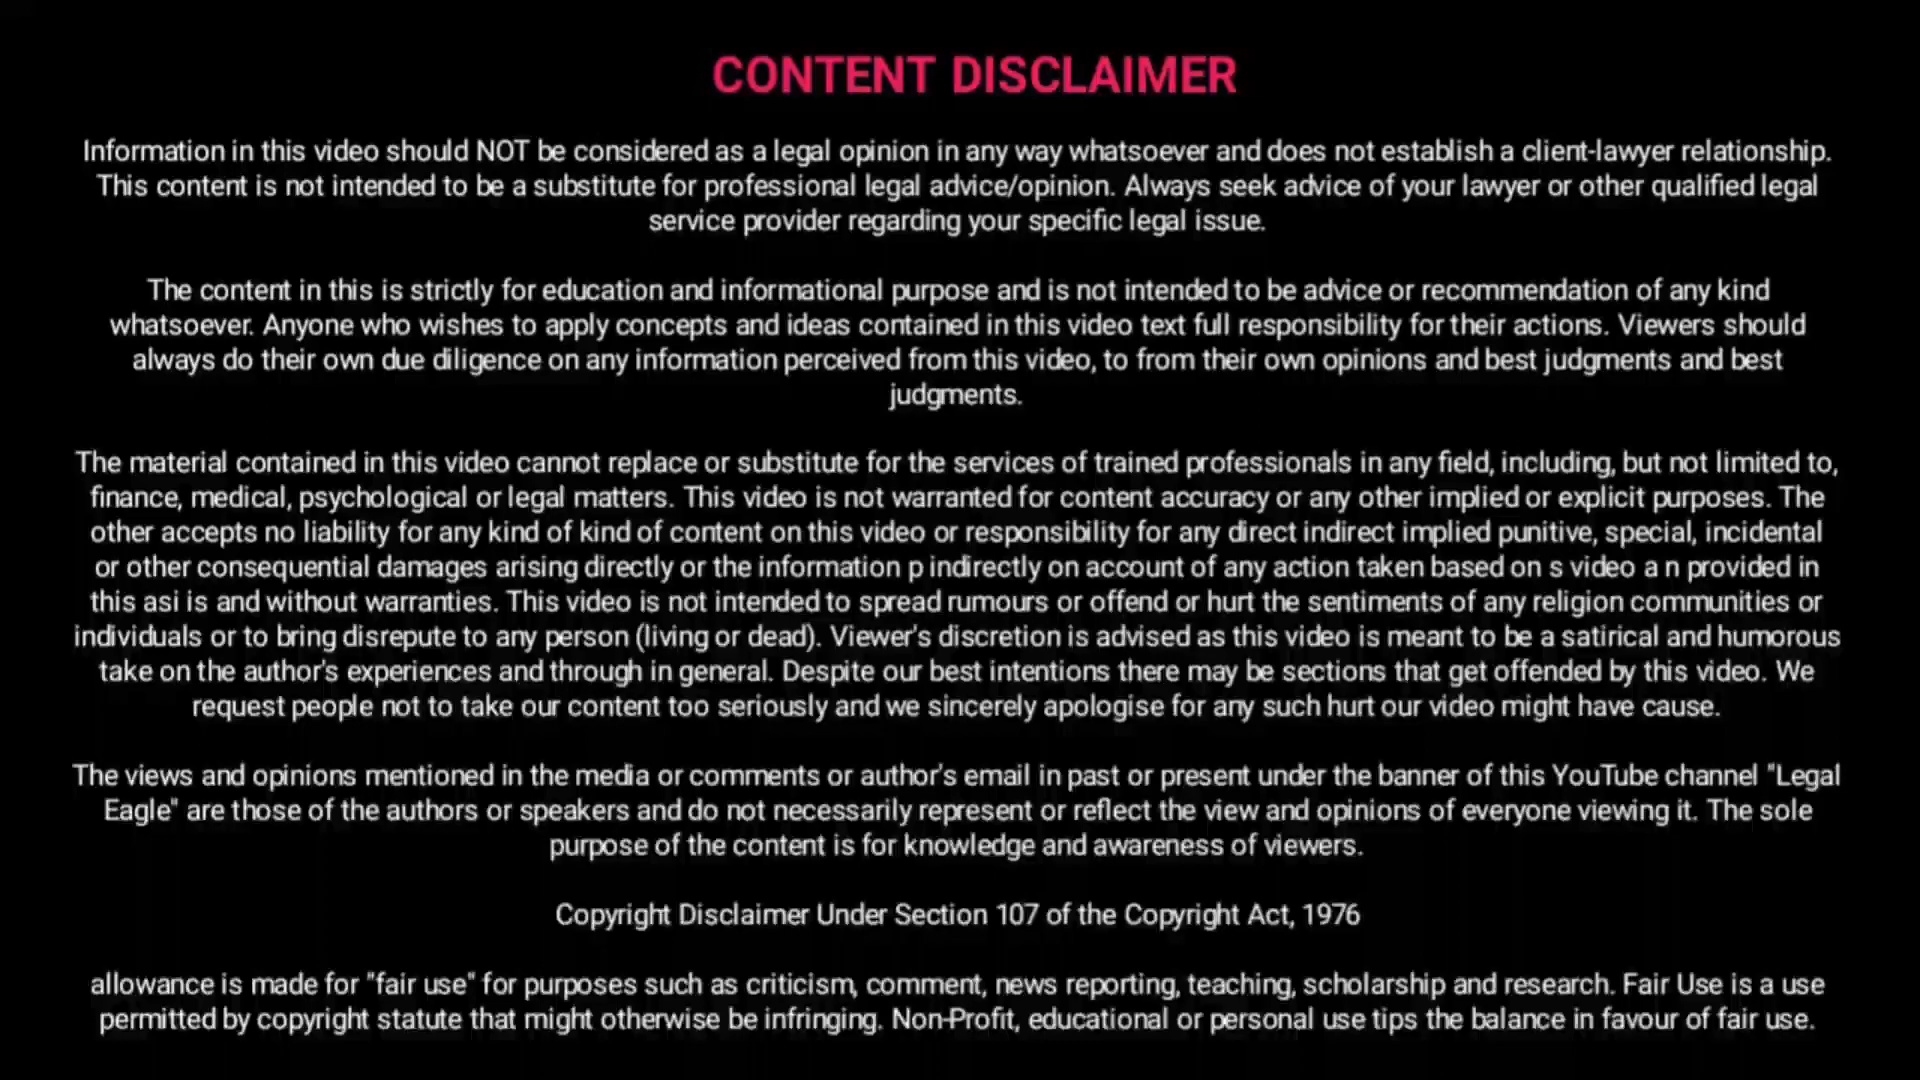 CONTENT DISCLAIMER
Information in this video should NOT be considered as a legal opinion in any way whatsoever and does not establish a client-lawyer relationship.
This content is not intended to be a substitute for professional legal advice/opinion. Always seek advice of your lawyer or other qualified legal
service provider regarding your specific legal issue.
The content in this is strictly for education and informational purpose and is not intended to be advice or recommendation of any kind
whatsoever. Anyone who wishes to apply concepts and ideas contained in this video text full responsibility for their actions. Viewers should
always do their own due diligence on any information perceived from this video, to from their own opinions and best judgments and best
judgments.
The material contained in this video cannot replace or substitute for the services of trained professionals in any field, including, but not limited to,
finance, medical, psychological or legal matters. This video is not warranted for content accuracy or any other implied or explicit purposes. The
other accepts no liability for any kind of kind of content on this video or responsibility for any direct indirect implied punitive, special, incidental
or other consequential damages arising directly or the information p indirectly on account of any action taken based on s video a n provided in
this asi is and without warranties. This video is not intended to spread rumours or offend or hurt the sentiments of any religion communities or
individuals or to bring disrepute to any person (living or dead). Viewer's discretion is advised as this video is meant to be a satirical and humorous
take on the author's experiences and through in general. Despite our best intentions there may be sections that get offended by this video. We
request people not to take our content too seriously and we sincerely apologise for any such hurt our video might have cause.
The views and opinions mentioned in the media or comments or author's email in past or present under the banner of this YouTube channel "Legal
Eagle" are those of the authors or speakers and do not necessarily represent or reflect the view and opinions of everyone viewing it. The sole
purpose of the content is for knowledge and awareness of viewers.
Copyright Disclaimer Under Section 107 of the Copyright Act, 1976
allowance is made for "fair use" for purposes such as criticism, comment, news reporting, teaching, scholarship and research. Fair Use is a use
permitted by copyright statute that might otherwise be infringing. Non-Profit, educational or personal use tips the balance in favour of fair use.